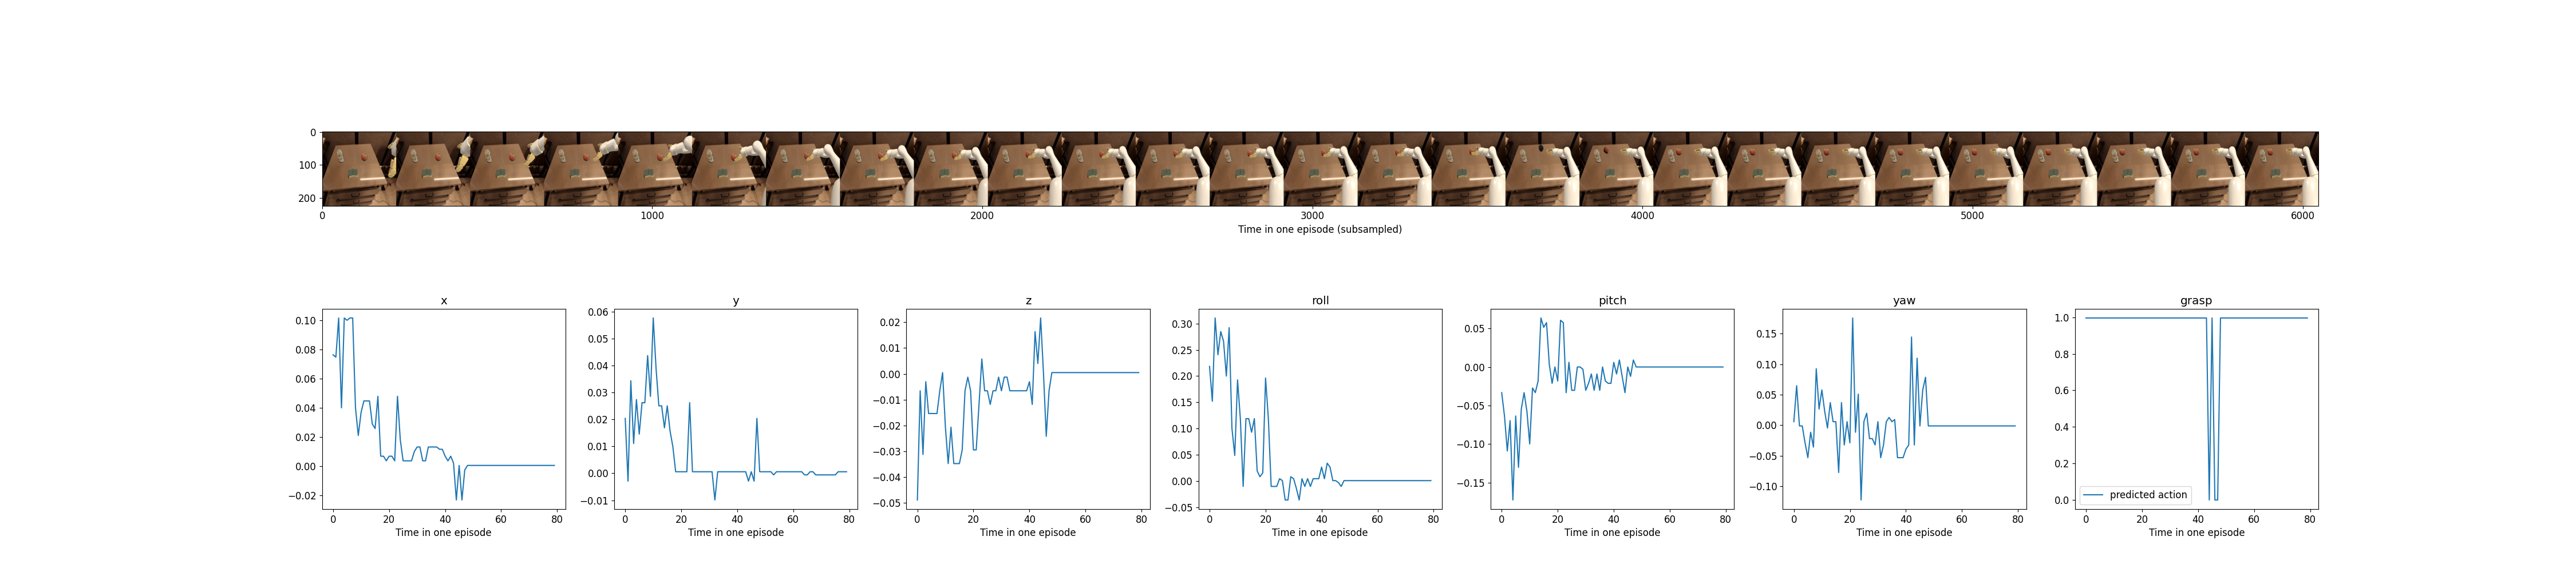 0
100
200
0 1000 2000 3000 4000 5000 6000
Time in one episode (subsampled)
x
0.10
0.08
0.06
0.04
0.02
0.00
−0.02
0 20 40 60 80
Time in one episode
y
0.06
0.05
0.04
0.03
0.02
0.01
0.00
−0.01
0 20 40 60 80
Time in one episode
z
0.02
0.01
0.00
−0.01
−0.02
−0.03
−0.04
−0.05
0 20 40 60 80
Time in one episode
roll
0.30
0.25
0.20
0.15
0.10
0.05
0.00
−0.05
0 20 40 60 80
Time in one episode
pitch
0.05
0.00
−0.05
−0.10
−0.15
0 20 40 60 80
Time in one episode
yaw
0.15
0.10
0.05
0.00
−0.05
−0.10
0 20 40 60 80
Time in one episode
grasp
1.0
0.8
0.6
0.4
0.2
0.0
predicted action
0 20 40 60 80
Time in one episode